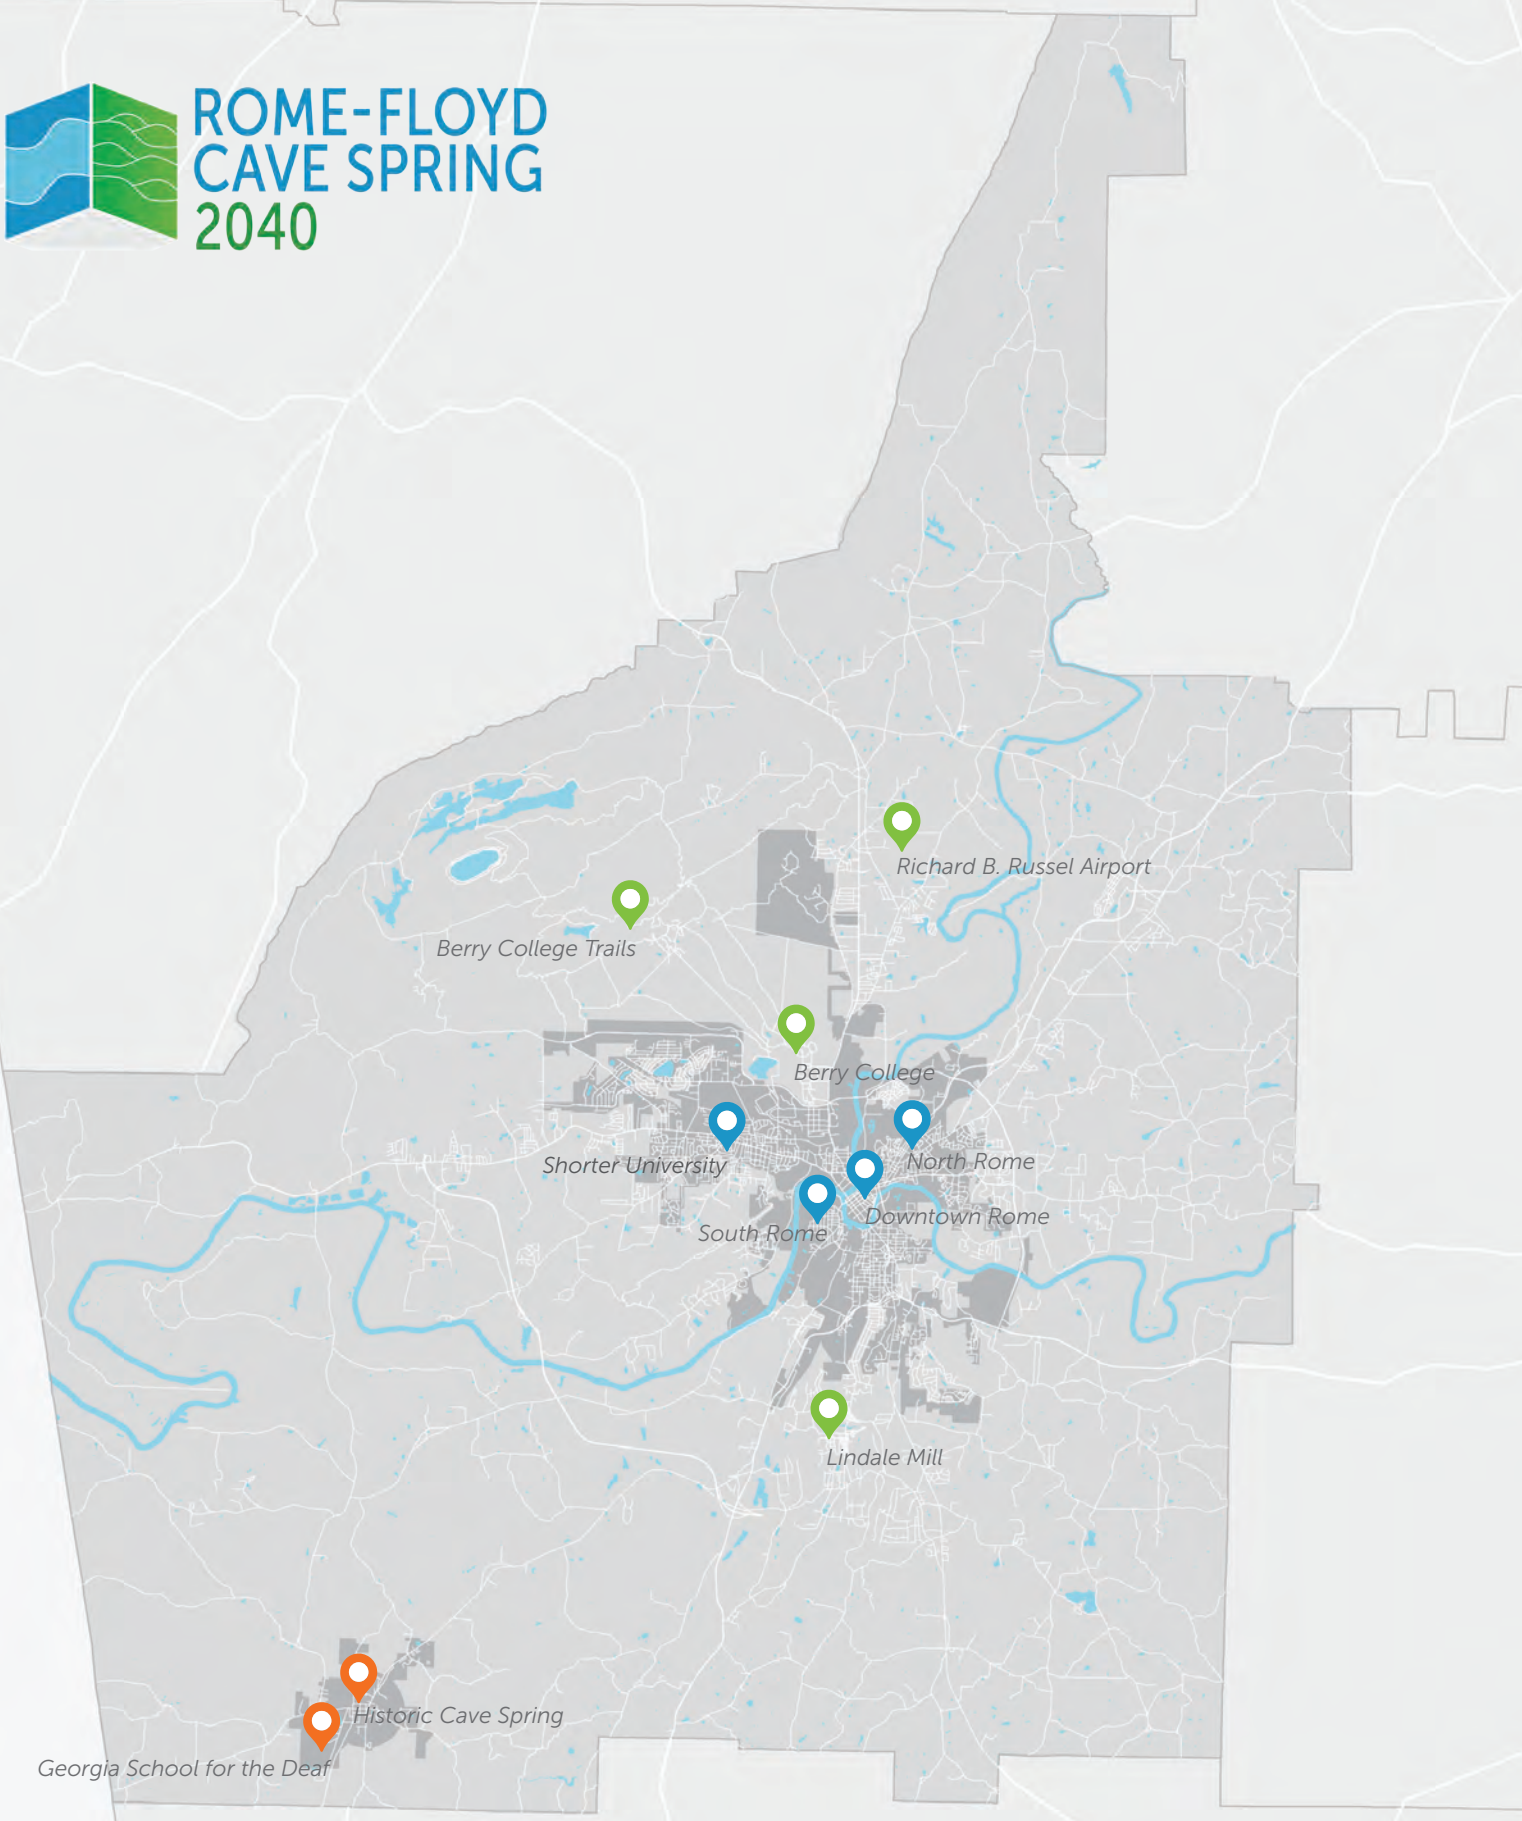 ROME-FLOYD
CAVE SPRING
2040
Richard B. Russel Airport
Berry College Trails
Berry College
Shorter University
North Rome
Downtown Rome
South Rome
Lindale Mill
Historic Cave Spring
Georgia School for the Deaf